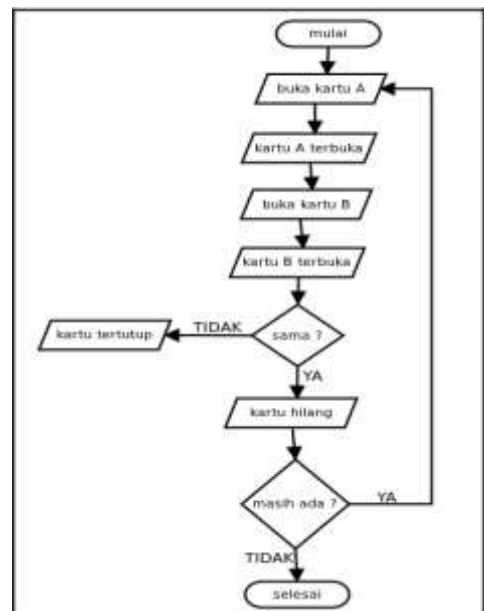 mulai
buka kartu A
kartu A terbuka
buka kartu B
kartu B terbuka
sama ?
TIDAK
kartu tertutup
YA
kartu hilang
masih ada ?
YA
TIDAK
selesai